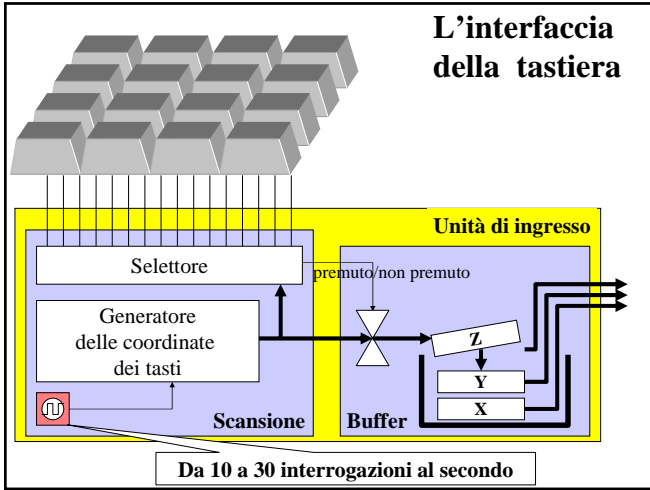 L'interfaccia
della tastiera
Unità di ingresso
Selettore
premuto/non premuto
Generatore
delle coordinate
dei tasti
Z
Y
X
Scansione
Buffer
Da 10 a 30 interrogazioni al secondo